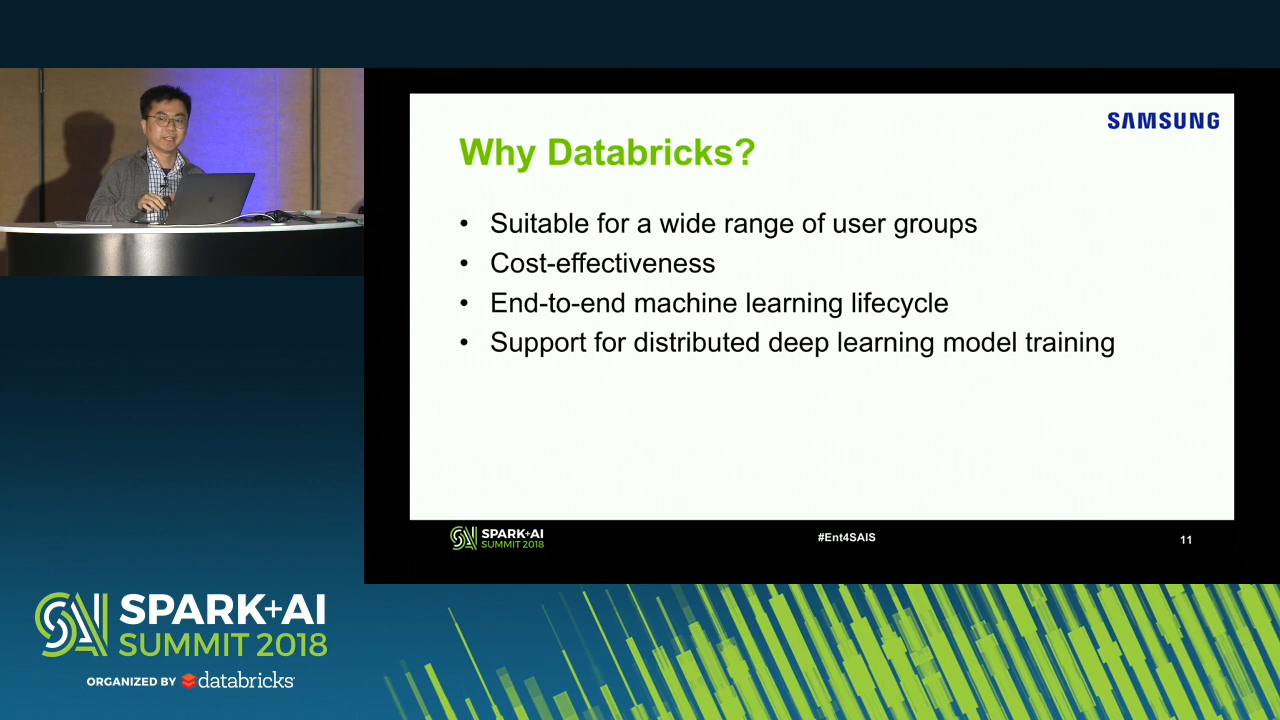 SAMSUNG
Why Databricks?
• Suitable for a wide range of user groups
• Cost-effectiveness
• End-to-end machine learning lifecycle
• Support for distributed deep learning model training
SPARK+AI
SUMMIT 2018
#Ent4SAIS
11
SPARK+AI
SUMMIT 2018
ORGANIZED BY databricks